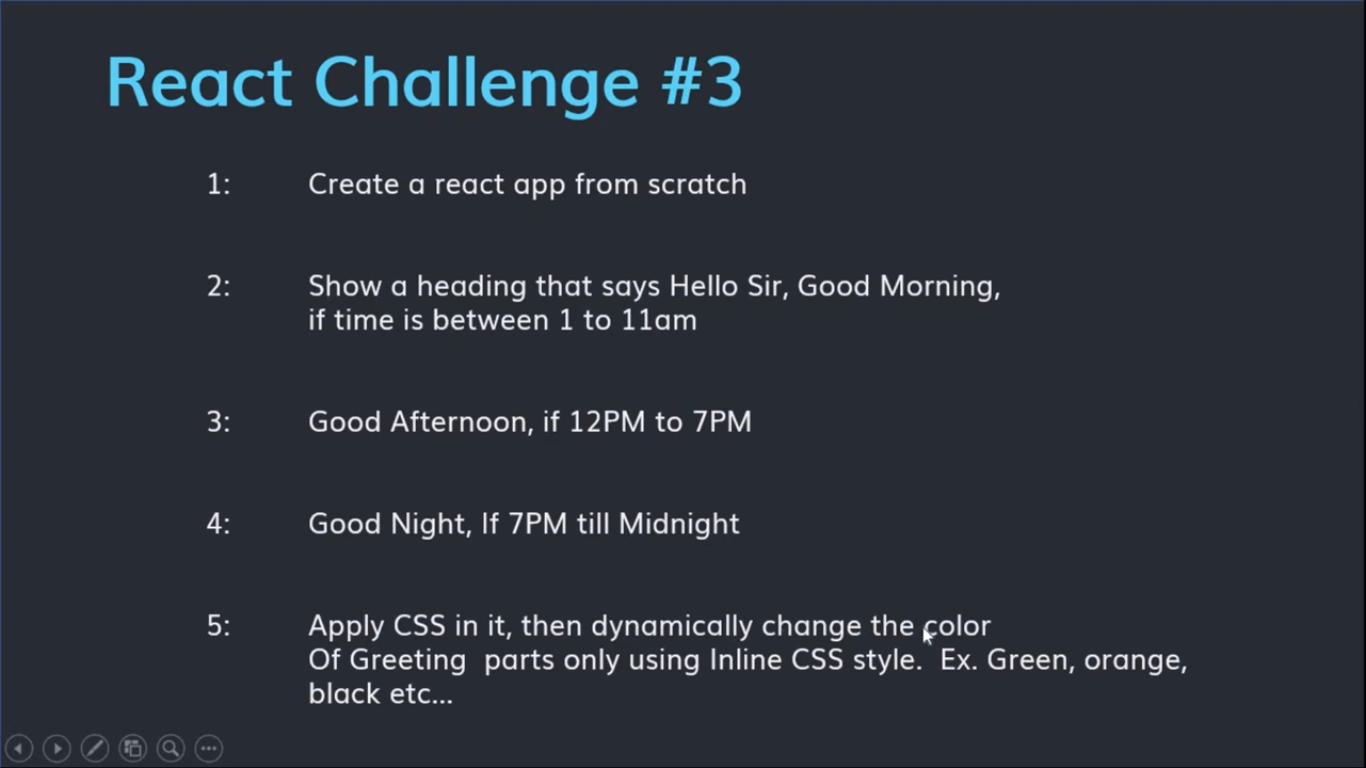 React Challenge #3
1: Create a react app from scratch
2: Show a heading that says Hello Sir, Good Morning,
if time is between 1 to 11am
3: Good Afternoon, if 12PM to 7PM
4: Good Night, If 7PM till Midnight
5: Apply CSS in it, then dynamically change the color
Of Greeting  parts only using Inline CSS style.  Ex. Green, orange,
black etc...